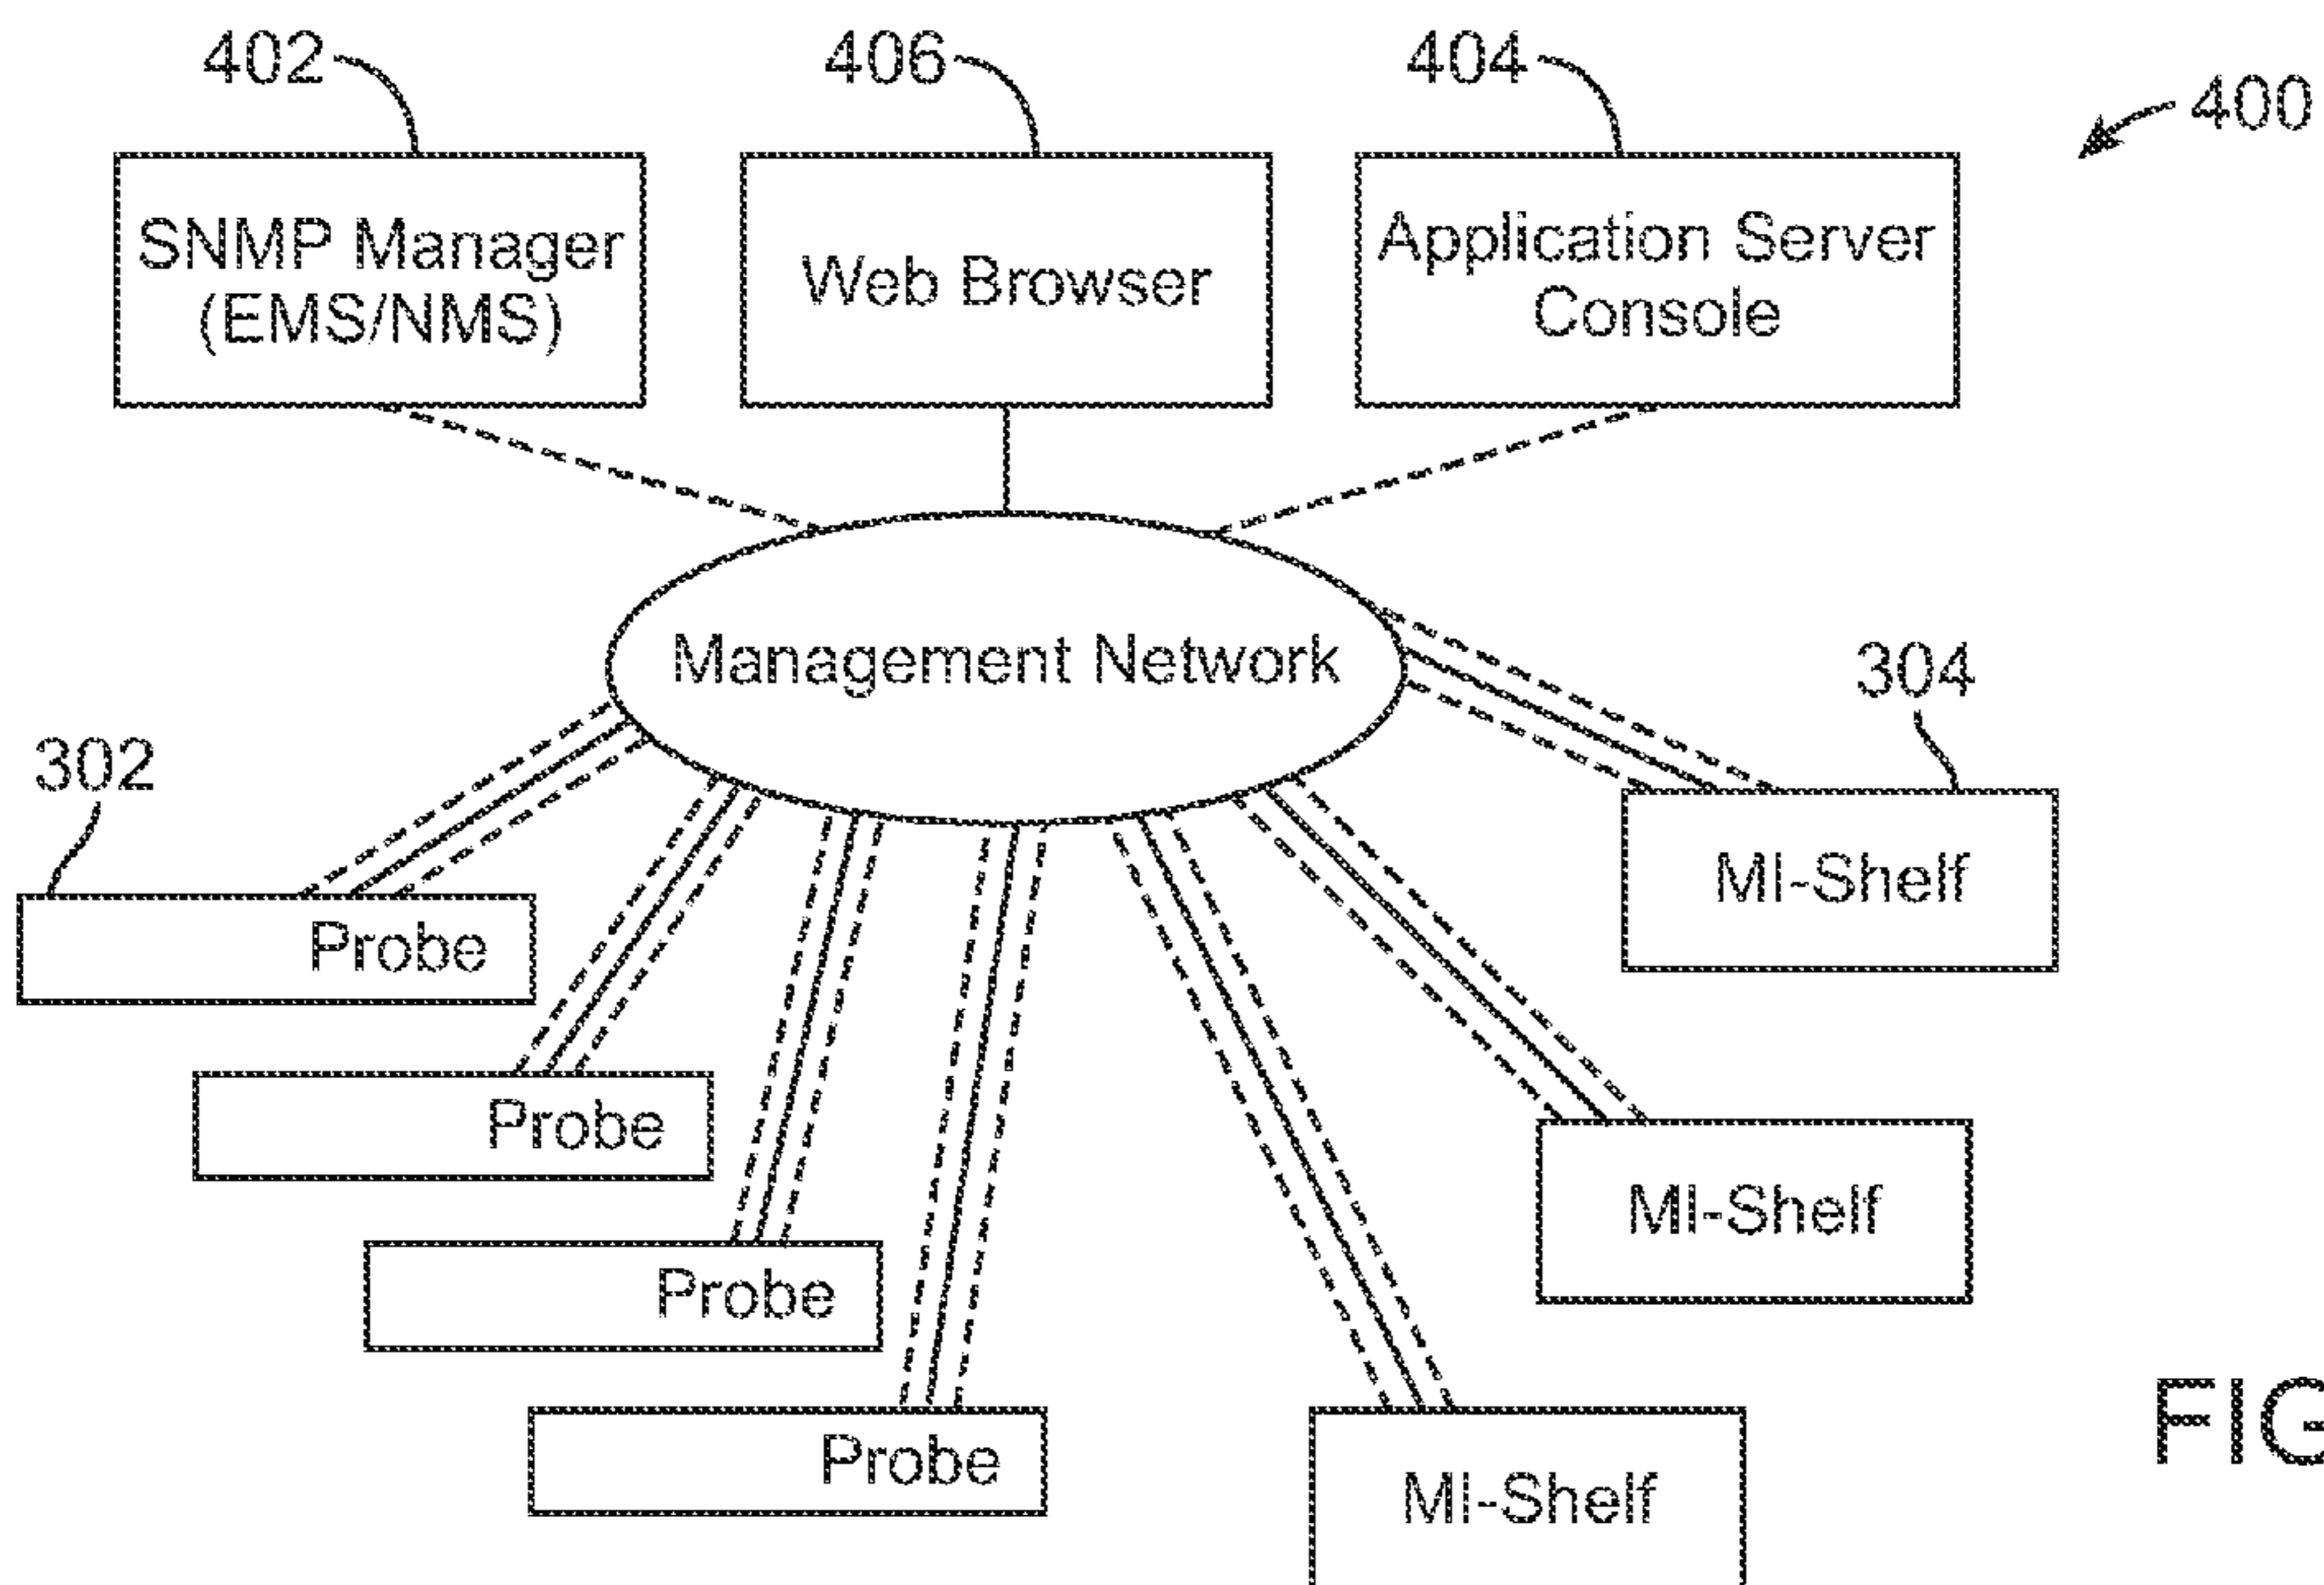 402
406
404
400
SNMP Manager
(EMS/NMS)
Web Browser
Application Server
Console
Management Network
304
302
MI-Shelf
Probe
Probe
MI-Shelf
Probe
Probe
MI-Shelf
FIG